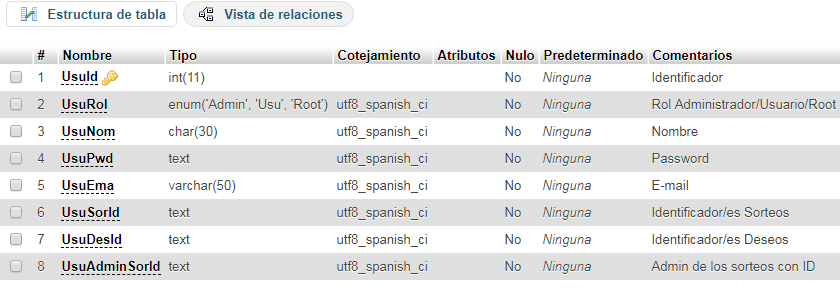 Estructura de tabla Vista de relaciones
# Nombre Tipo Cotejamiento Atributos Nulo Predeterminado Comentarios
1 UsuId int(11) No Ninguna Identificador
2 UsuRol enum('Admin', 'Usu', 'Root') utf8_spanish_ci No Ninguna Rol Administrador/Usuario/Root
3 UsuNom char(30) utf8_spanish_ci No Ninguna Nombre
4 UsuPwd text utf8_spanish_ci No Ninguna Password
5 UsuEma varchar(50) utf8_spanish_ci No Ninguna E-mail
6 UsuSorId text utf8_spanish_ci No Ninguna Identificador/es Sorteos
7 UsuDesId text utf8_spanish_ci No Ninguna Identificador/es Deseos
8 UsuAdminSorId text utf8_spanish_ci No Ninguna Admin de los sorteos con ID